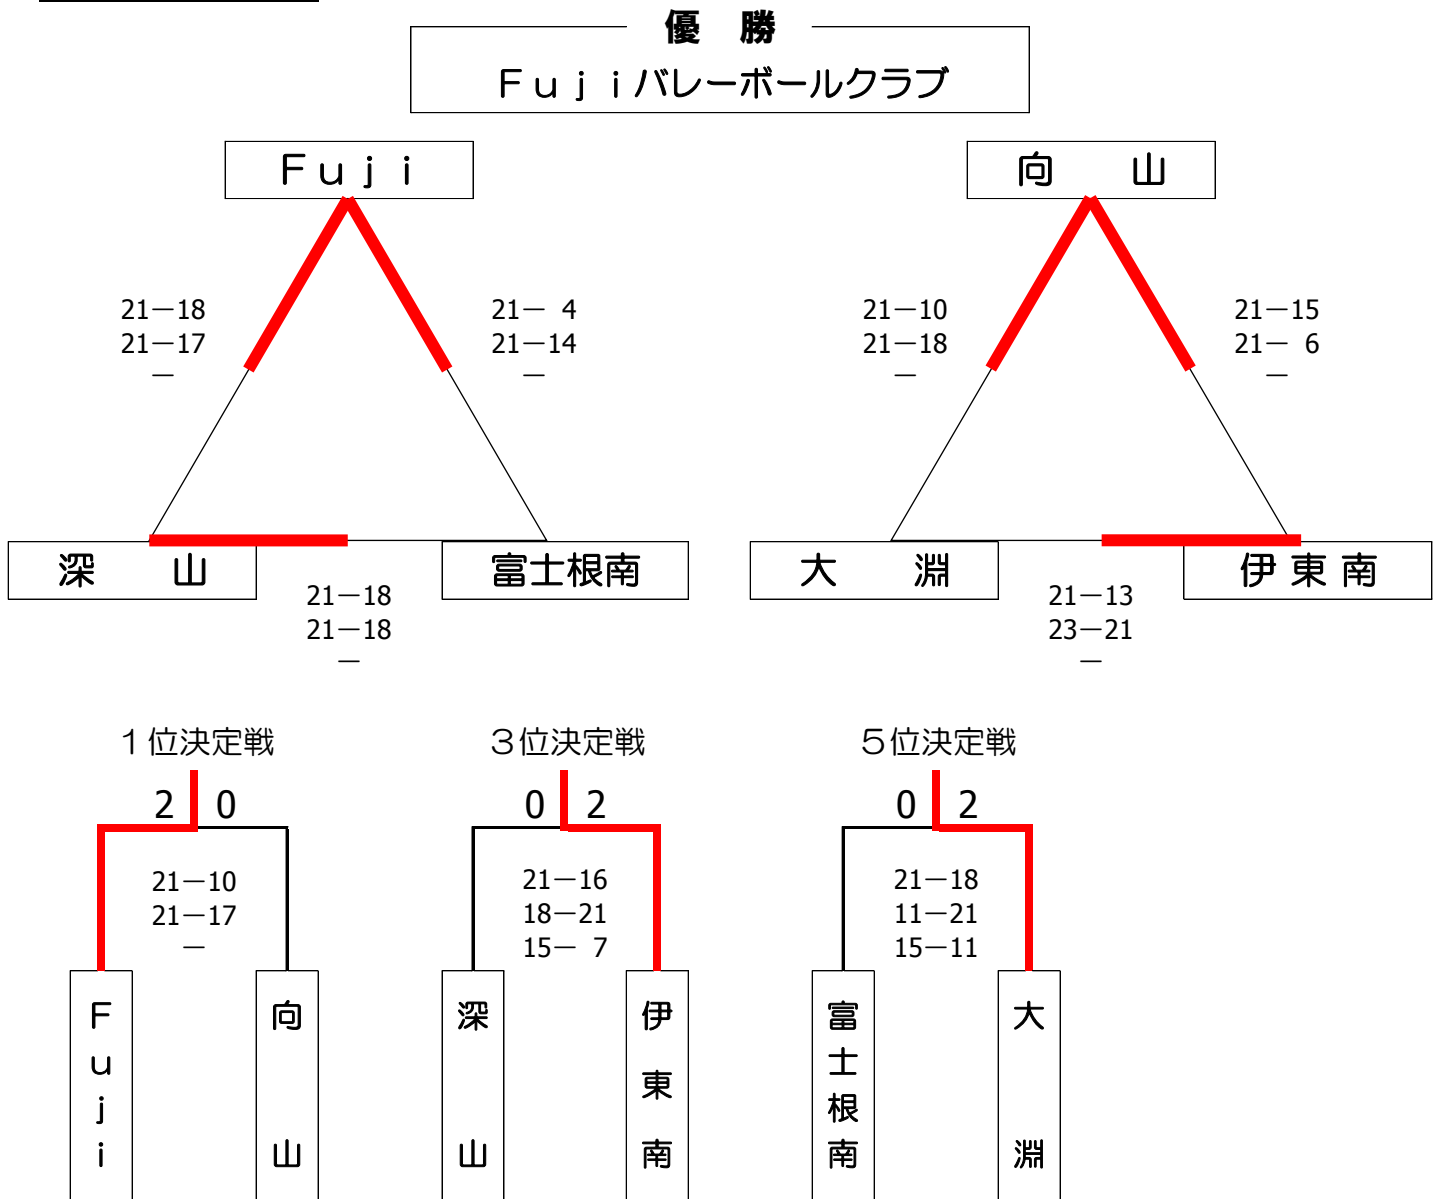 優　勝
Ｆｕｊｉバレーボールクラブ
Ｆｕｊｉ
向　山
21－18
21－17
－
21－ 4
21－14
－
21－10
21－18
－
21－15
21－ 6
－
深　山
富士根南
大　淵
伊東南
21－18
21－18
－
21－13
23－21
－
１位決定戦
３位決定戦
５位決定戦
2 0
0 2
0 2
21－10
21－17
－
21－16
18－21
15－ 7
21－18
11－21
15－11
Ｆｕｊｉ
向山
深山
伊東南
富士根南
大淵